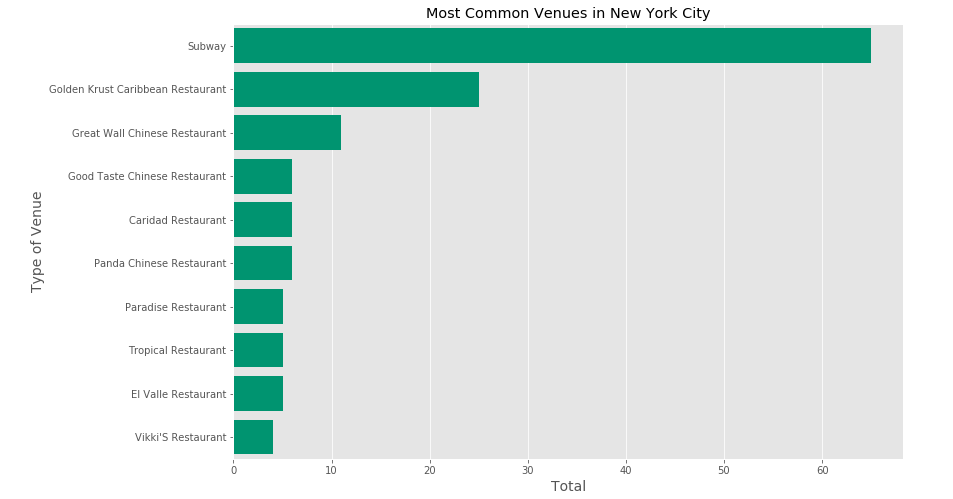 Most Common Venues in New York City
Type of Venue
Subway
Golden Krust Caribbean Restaurant
Great Wall Chinese Restaurant
Good Taste Chinese Restaurant
Caridad Restaurant
Panda Chinese Restaurant
Paradise Restaurant
Tropical Restaurant
El Valle Restaurant
Vikki'S Restaurant
0 10 20 30 40 50 60
Total